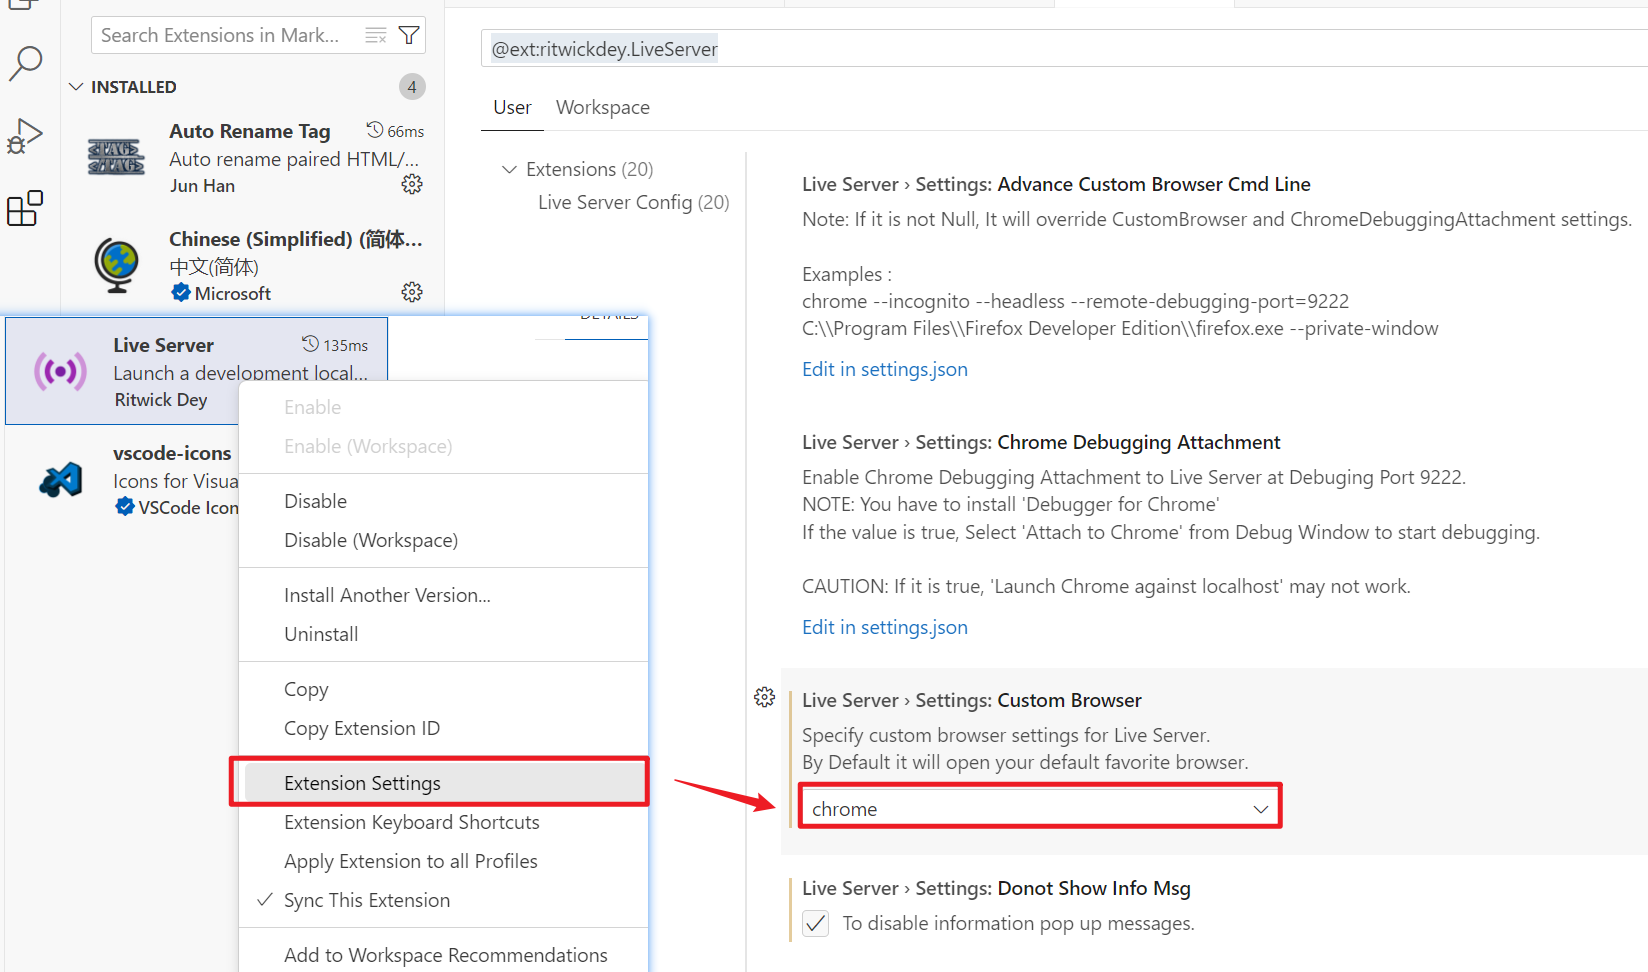 Search Extensions in Mark...
INSTALLED
4
Auto Rename Tag
66ms
Auto rename paired HTML/...
Jun Han
Chinese (Simplified) (简体...
中文(简体)
Microsoft
DETAILS
Live Server
135ms
Launch a development local...
Ritwick Dey
vscode-icons
Icons for Visua
VSCode Icon
Enable
Enable (Workspace)
Disable
Disable (Workspace)
Install Another Version...
Uninstall
Copy
Copy Extension ID
Extension Settings
Extension Keyboard Shortcuts
Apply Extension to all Profiles
Sync This Extension
Add to Workspace Recommendations
@ext:ritwickdey.LiveServer
User
Workspace
Extensions (20)
Live Server Config (20)
Live Server › Settings: Advance Custom Browser Cmd Line
Note: If it is not Null, It will override CustomBrowser and ChromeDebuggingAttachment settings.
Examples :
chrome --incognito --headless --remote-debugging-port=9222
C:\\Program Files\\Firefox Developer Edition\\firefox.exe --private-window
Edit in settings.json
Live Server › Settings: Chrome Debugging Attachment
Enable Chrome Debugging Attachment to Live Server at Debuging Port 9222.
NOTE: You have to install 'Debugger for Chrome'
If the value is true, Select 'Attach to Chrome' from Debug Window to start debugging.
CAUTION: If it is true, 'Launch Chrome against localhost' may not work.
Edit in settings.json
Live Server › Settings: Custom Browser
Specify custom browser settings for Live Server.
By Default it will open your default favorite browser.
chrome
Live Server › Settings: Donot Show Info Msg
To disable information pop up messages.